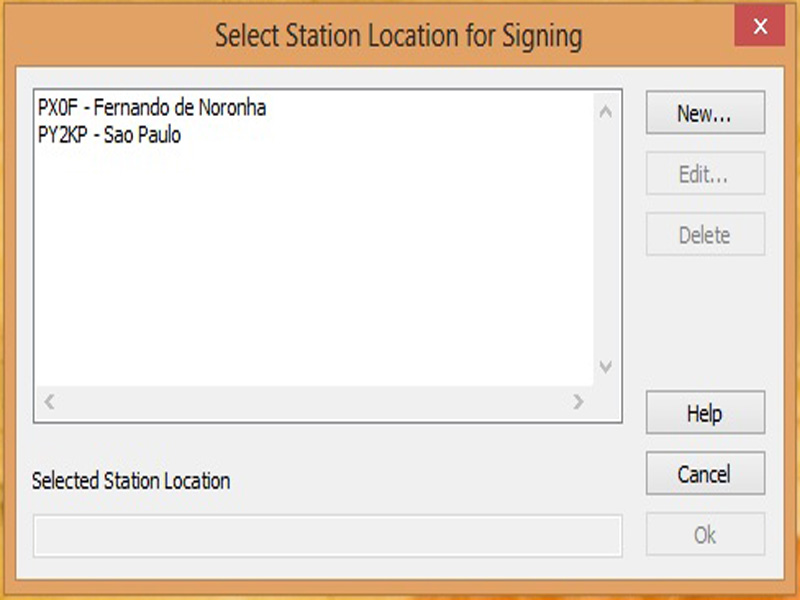 Select Station Location for Signing
X
PX0F - Fernando de Noronha
PY2KP - Sao Paulo
New...
Edit...
Delete
Help
Cancel
Selected Station Location
Ok